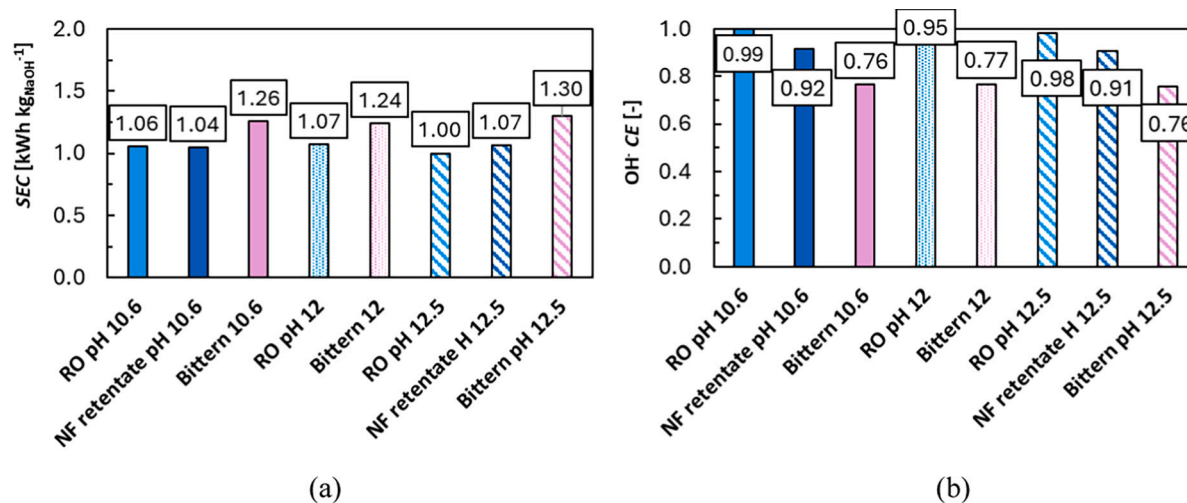 SEC [kWh kgNaOH-1]
2.0
1.5
1.0
0.5
0.0
1.06
1.04
1.26
1.07
1.24
1.00
1.07
1.30
RO pH 10.6
NF retentate pH 10.6
Bittern 10.6
RO pH 12
Bittern 12
RO pH 12.5
NF retentate H 12.5
Bittern pH 12.5
(a)
OH- CE [-]
1.0
0.8
0.6
0.4
0.2
0.0
0.99
0.92
0.76
0.95
0.77
0.98
0.91
0.76
RO pH 10.6
NF retentate pH 10.6
Bittern 10.6
RO pH 12
Bittern 12
RO pH 12.5
NF retentate H 12.5
Bittern pH 12.5
(b)